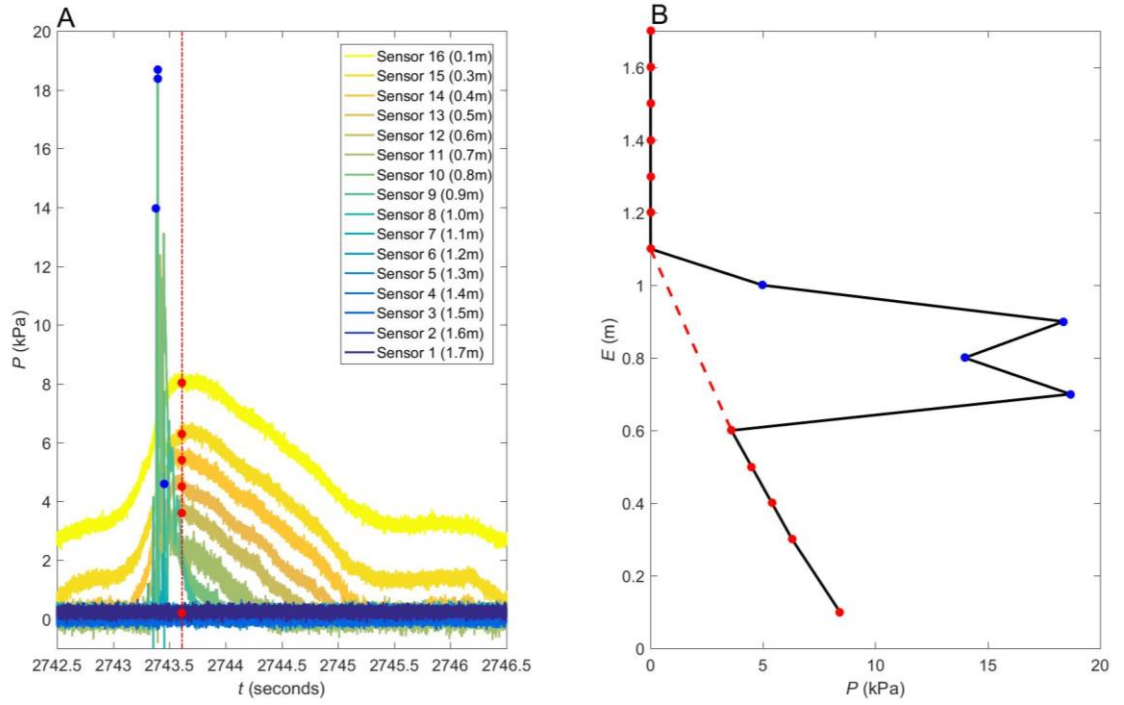 A
20
18
16
14
12
10
8
6
4
2
0
P (kPa)
2742.5 2743 2743.5 2744 2744.5 2745 2745.5 2746 2746.5
t (seconds)
Sensor 16 (0.1m)
Sensor 15 (0.3m)
Sensor 14 (0.4m)
Sensor 13 (0.5m)
Sensor 12 (0.6m)
Sensor 11 (0.7m)
Sensor 10 (0.8m)
Sensor 9 (0.9m)
Sensor 8 (1.0m)
Sensor 7 (1.1m)
Sensor 6 (1.2m)
Sensor 5 (1.3m)
Sensor 4 (1.4m)
Sensor 3 (1.5m)
Sensor 2 (1.6m)
Sensor 1 (1.7m)
B
1.6
1.4
1.2
1
0.8
0.6
0.4
0.2
0
E (m)
0 5 10 15 20
P (kPa)